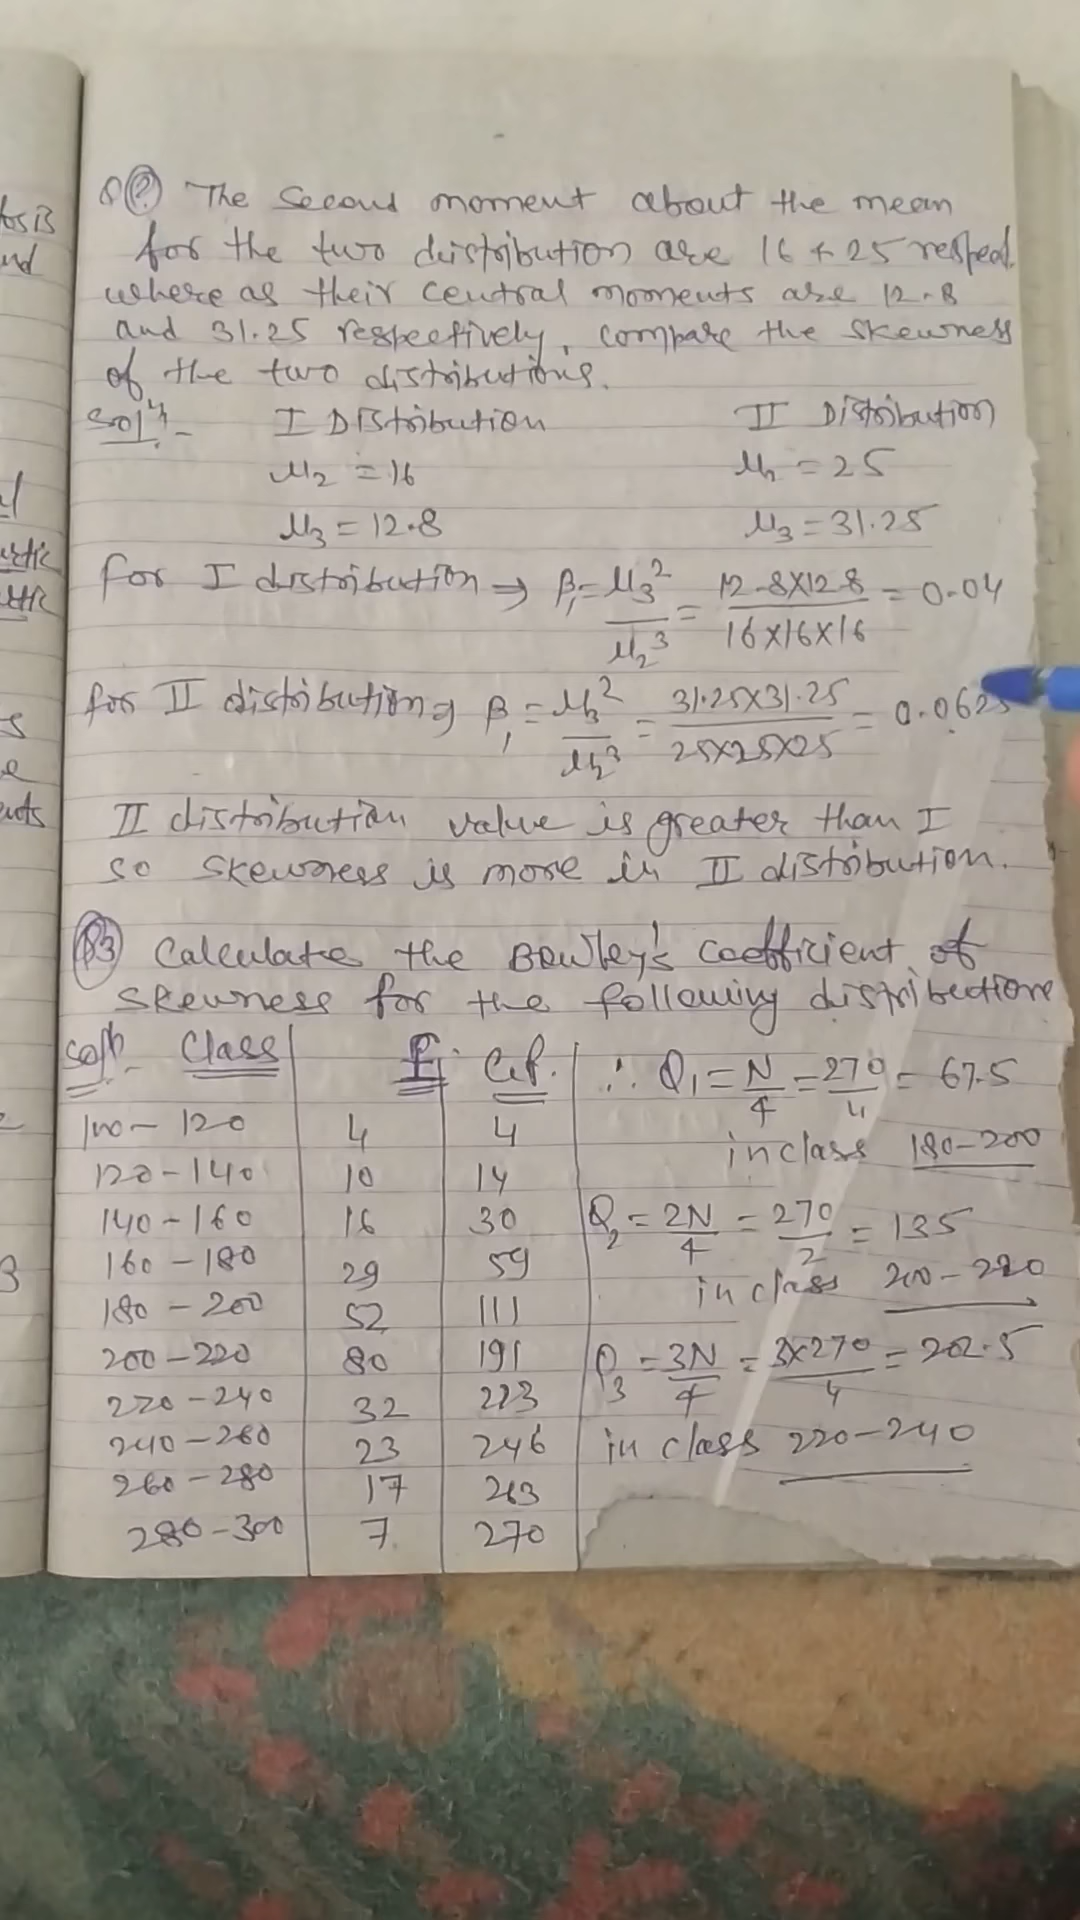 Q② The second moment about the mean
for the two distribution are 16 & 25 respect.
where as their central moments are 12.8
and 31.25 respectively, compare the skewness
of the two distributions.
Solⁿ- I Distribution II Distribution
μ₂ = 16 μ₂ = 25
μ₃ = 12.8 μ₃ = 31.25
for I distribution ⇒ β₁ = μ₃²/μ₂³ = 12.8×12.8/16×16×16 = 0.04
for II distribution ⇒ β₁ = μ₃²/μ₂³ = 31.25×31.25/25×25×25 = 0.0625
II distribution value is greater than I
so skewness is more in II distribution.
Q3 Calculate the Bowley's Coefficient of
skewness for the following distribution
Solⁿ- Class f. C.f. ∴ Q₁ = N/4 = 270/4 = 67.5
100 - 120 4 4 in class 180-200
120 - 140 10 14
140 - 160 16 30 Q₂ = 2N/4 = 270/2 = 135
160 - 180 29 59 in class 200-220
180 - 200 52 111
200 - 220 80 191 Q₃ = 3N/4 = 3×270/4 = 202.5
220 - 240 32 223
240 - 260 23 246 in class 220-240
260 - 280 17 263
280 - 300 7 270